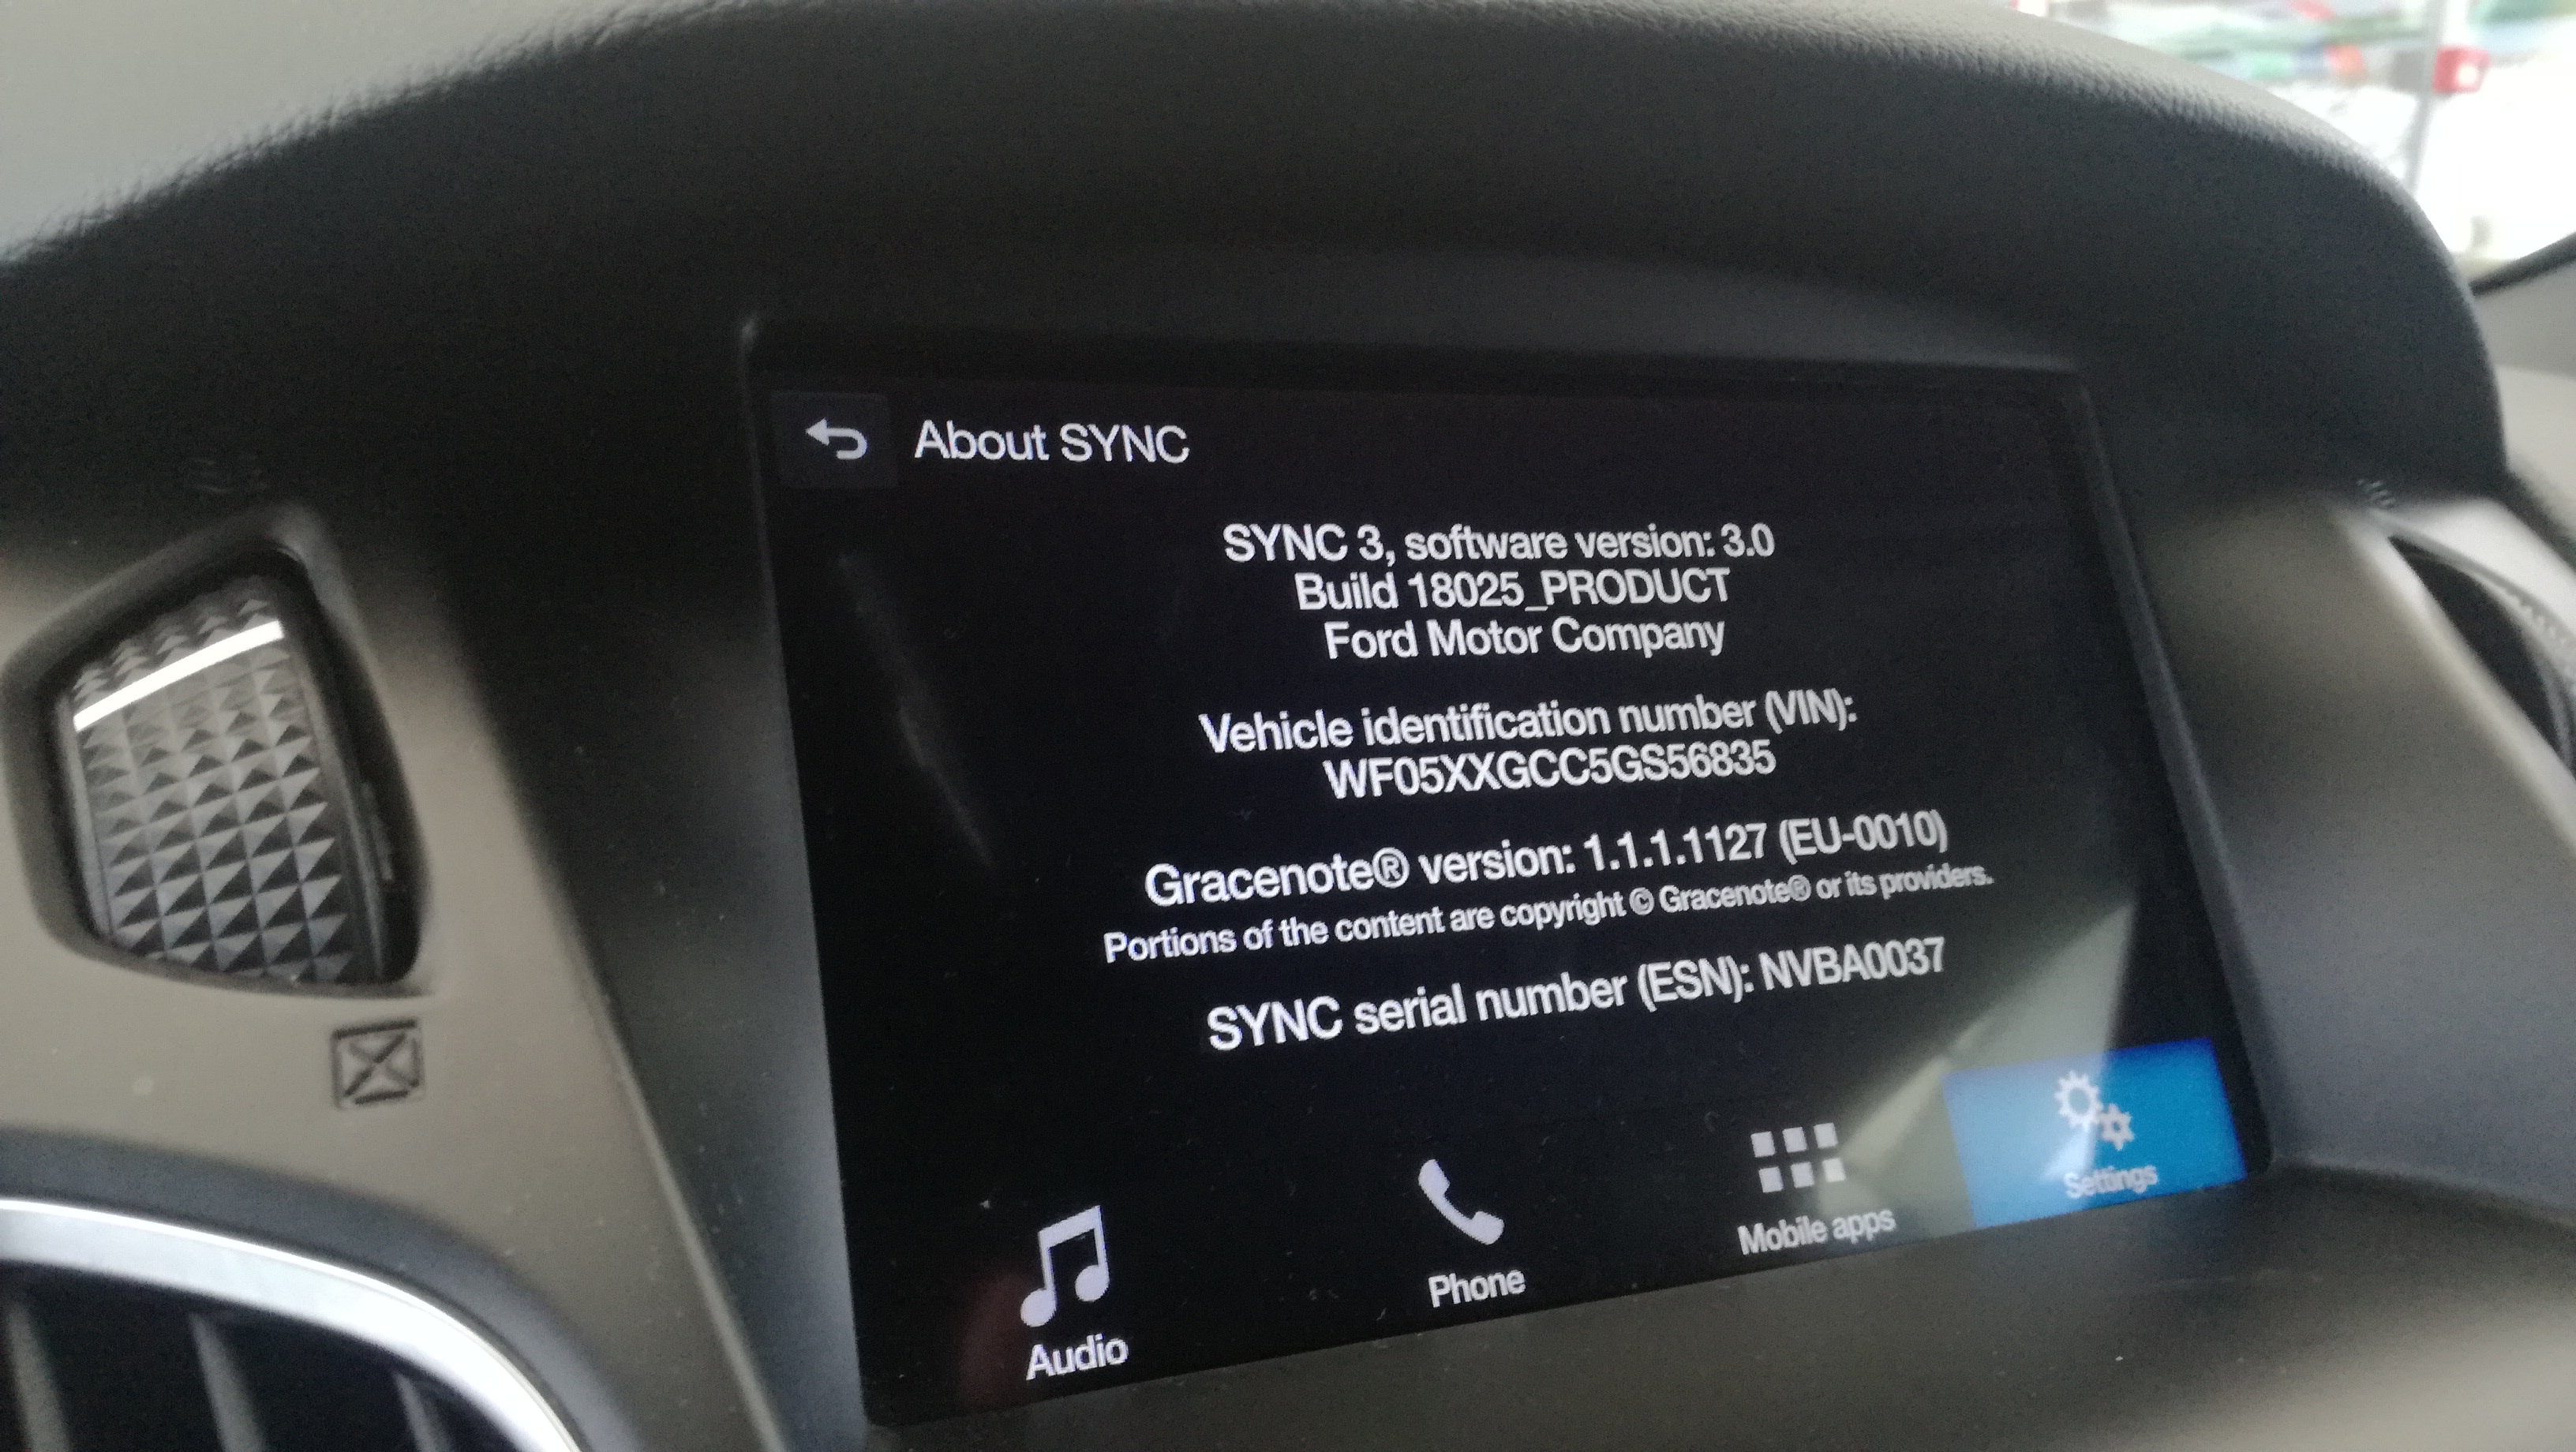 About SYNC
SYNC 3, software version: 3.0
Build 18025_PRODUCT
Ford Motor Company
Vehicle identification number (VIN):
WF05XXGCC5GS56835
Gracenote® version: 1.1.1.1127 (EU-0010)
Portions of the content are copyright © Gracenote® or its providers.
SYNC serial number (ESN): NVBA0037
Audio
Phone
Mobile apps
Settings